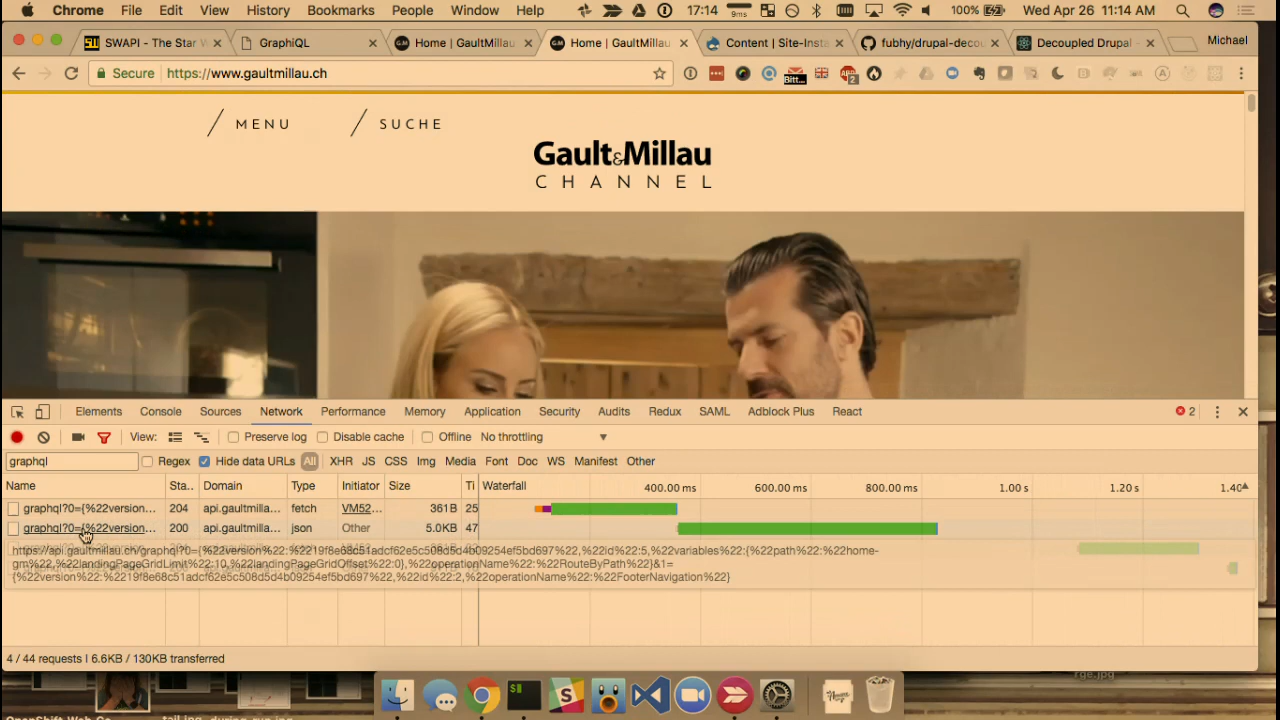 Chrome File Edit View History Bookmarks People Window Help 17:14 9ms 100% Wed Apr 26 11:14 AM
SWAPI - The Star W GraphiQL Home | GaultMillau Home | GaultMillau Content | Site-Insta fubhy/drupal-decou Decoupled Drupal - Michael
Secure https://www.gaultmillau.ch Bitt... 2
MENU SUCHE
Gault&Millau
CHANNEL
Elements Console Sources Network Performance Memory Application Security Audits Redux SAML Adblock Plus React 2
View: Preserve log Disable cache Offline No throttling
graphql Regex Hide data URLs All XHR JS CSS Img Media Font Doc WS Manifest Other
Name Sta.. Domain Type Initiator Size Ti Waterfall 400.00 ms 600.00 ms 800.00 ms 1.00 s 1.20 s 1.40
graphql?0={%22version... 204 api.gaultmilla... fetch VM52... 361B 25
graphql?0={%22version... 200 api.gaultmilla... json Other 5.0KB 47
https://api.gaultmillau.ch/graphql?0={%22version%22:%2219f8e68c51adcf62e5c508d5d4b09254ef5bd697%22,%22id%22:5,%22variables%22:{%22path%22:%22home-
gm%22,%22landingPageGridLimit%22:10,%22landingPageGridOffset%22:0},%22operationName%22:%22RouteByPath%22}&1=
{%22version%22:%2219f8e68c51adcf62e5c508d5d4b09254ef5bd697%22,%22id%22:2,%22operationName%22:%22FooterNavigation%22}
4 / 44 requests | 6.6KB / 130KB transferred
rge.jpg